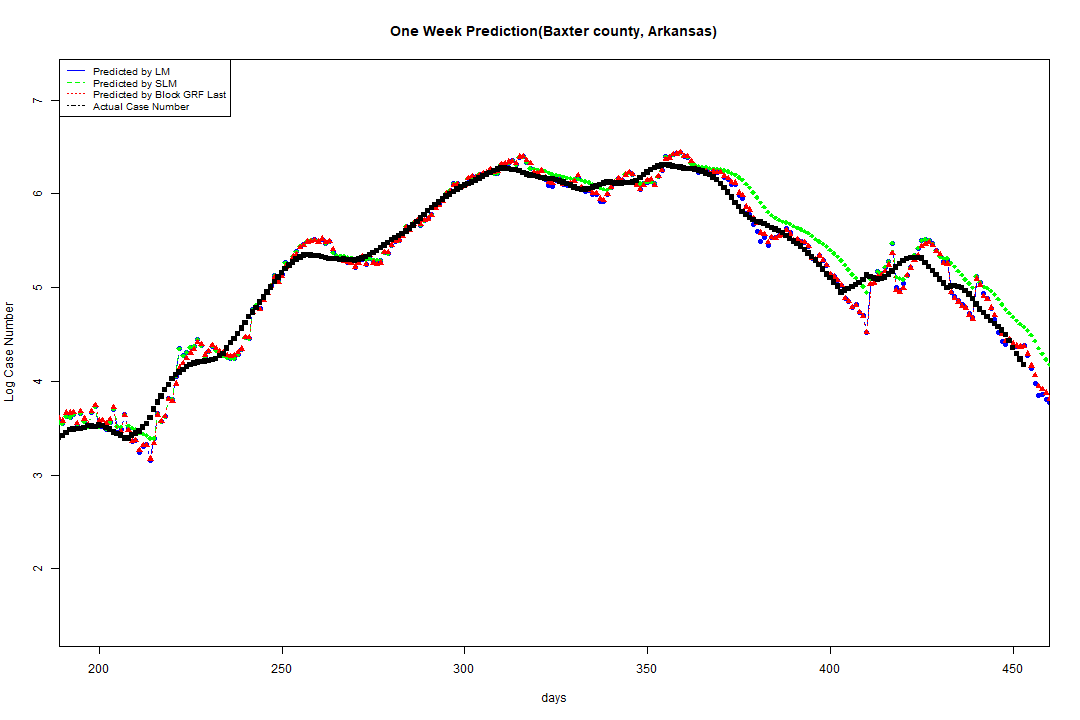 One Week Prediction(Baxter county, Arkansas)
Predicted by LM
Predicted by SLM
Predicted by Block GRF Last
Actual Case Number
7
6
5
4
3
2
Log Case Number
200 250 300 350 400 450
days